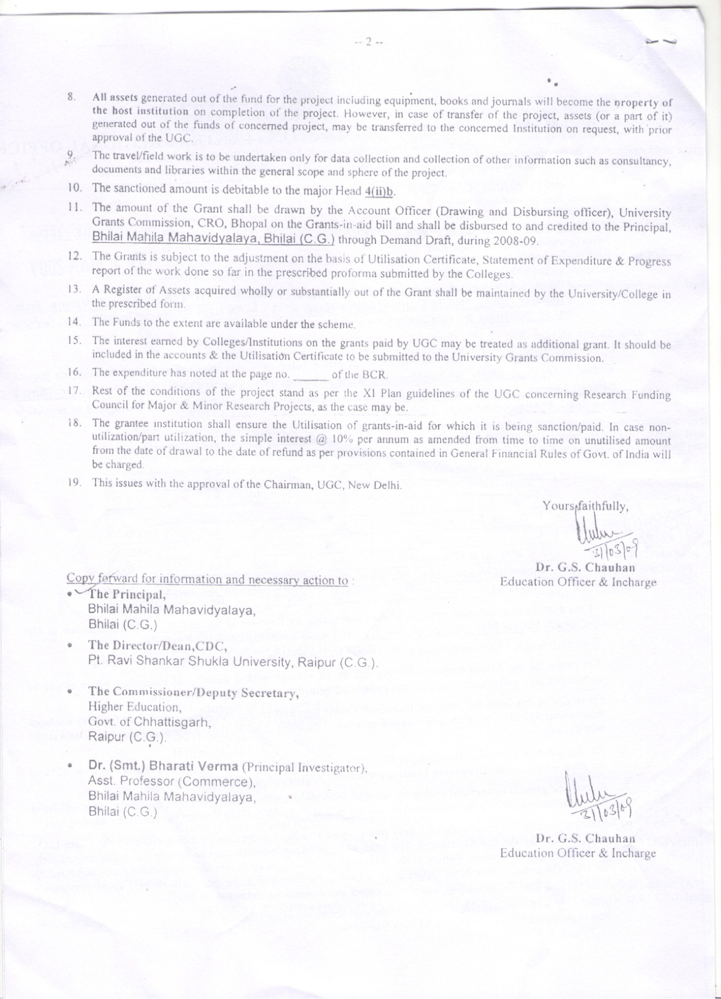 -- 2 --
8. All assets generated out of the fund for the project including equipment, books and journals will become the property of
the host institution on completion of the project. However, in case of transfer of the project, assets (or a part of it)
generated out of the funds of concerned project, may be transferred to the concerned Institution on request, with prior
approval of the UGC.
9. The travel/field work is to be undertaken only for data collection and collection of other information such as consultancy,
documents and libraries within the general scope and sphere of the project.
10. The sanctioned amount is debitable to the major Head 4(ii)b.
11. The amount of the Grant shall be drawn by the Account Officer (Drawing and Disbursing officer), University
Grants Commission, CRO, Bhopal on the Grants-in-aid bill and shall be disbursed to and credited to the Principal,
Bhilai Mahila Mahavidyalaya, Bhilai (C.G.) through Demand Draft, during 2008-09.
12. The Grants is subject to the adjustment on the basis of Utilisation Certificate, Statement of Expenditure & Progress
report of the work done so far in the prescribed proforma submitted by the Colleges.
13. A Register of Assets acquired wholly or substantially out of the Grant shall be maintained by the University/College in
the prescribed form.
14. The Funds to the extent are available under the scheme.
15. The interest earned by Colleges/Institutions on the grants paid by UGC may be treated as additional grant. It should be
included in the accounts & the Utilisation Certificate to be submitted to the University Grants Commission.
16. The expenditure has noted at the page no. ______ of the BCR.
17. Rest of the conditions of the project stand as per the XI Plan guidelines of the UGC concerning Research Funding
Council for Major & Minor Research Projects, as the case may be.
18. The grantee institution shall ensure the Utilisation of grants-in-aid for which it is being sanction/paid. In case non-
utilization/part utilization, the simple interest @ 10% per annum as amended from time to time on unutilised amount
from the date of drawal to the date of refund as per provisions contained in General Financial Rules of Govt. of India will
be charged.
19. This issues with the approval of the Chairman, UGC, New Delhi.
Yours faithfully,
31/03/09
Dr. G.S. Chauhan
Education Officer & Incharge
Copy forward for information and necessary action to :
• The Principal,
Bhilai Mahila Mahavidyalaya,
Bhilai (C.G.)
• The Director/Dean,CDC,
Pt. Ravi Shankar Shukla University, Raipur (C.G.).
• The Commissioner/Deputy Secretary,
Higher Education,
Govt. of Chhattisgarh,
Raipur (C.G.).
• Dr. (Smt.) Bharati Verma (Principal Investigator),
Asst. Professor (Commerce),
Bhilai Mahila Mahavidyalaya,
Bhilai (C.G.)
31/03/09
Dr. G.S. Chauhan
Education Officer & Incharge